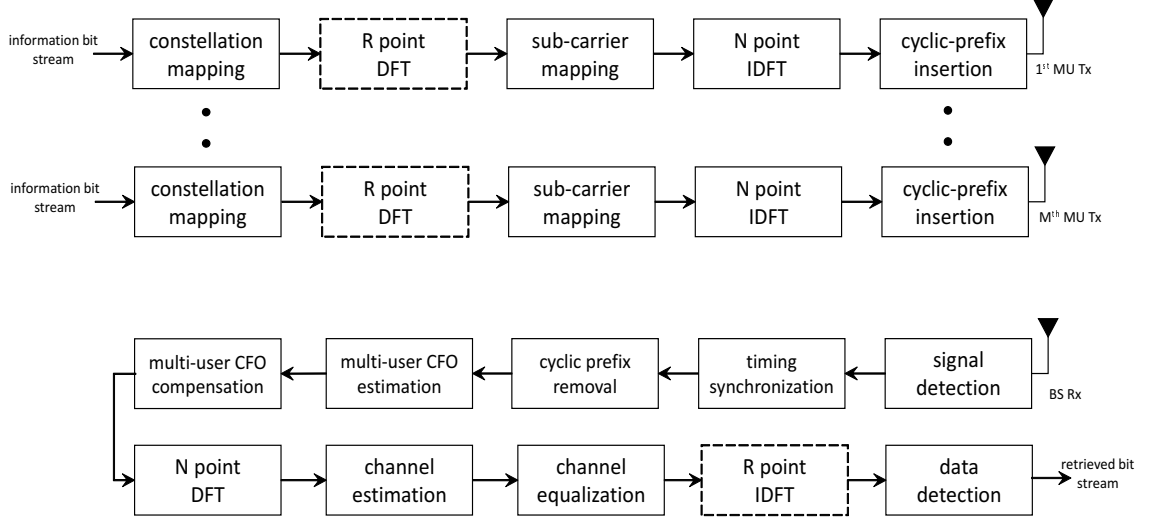 information bit
stream
constellation
mapping
R point
DFT
sub-carrier
mapping
N point
IDFT
cyclic-prefix
insertion
1st MU Tx
information bit
stream
constellation
mapping
R point
DFT
sub-carrier
mapping
N point
IDFT
cyclic-prefix
insertion
Mth MU Tx
multi-user CFO
compensation
multi-user CFO
estimation
cyclic prefix
removal
timing
synchronization
signal
detection
BS Rx
N point
DFT
channel
estimation
channel
equalization
R point
IDFT
data
detection
retrieved bit
stream